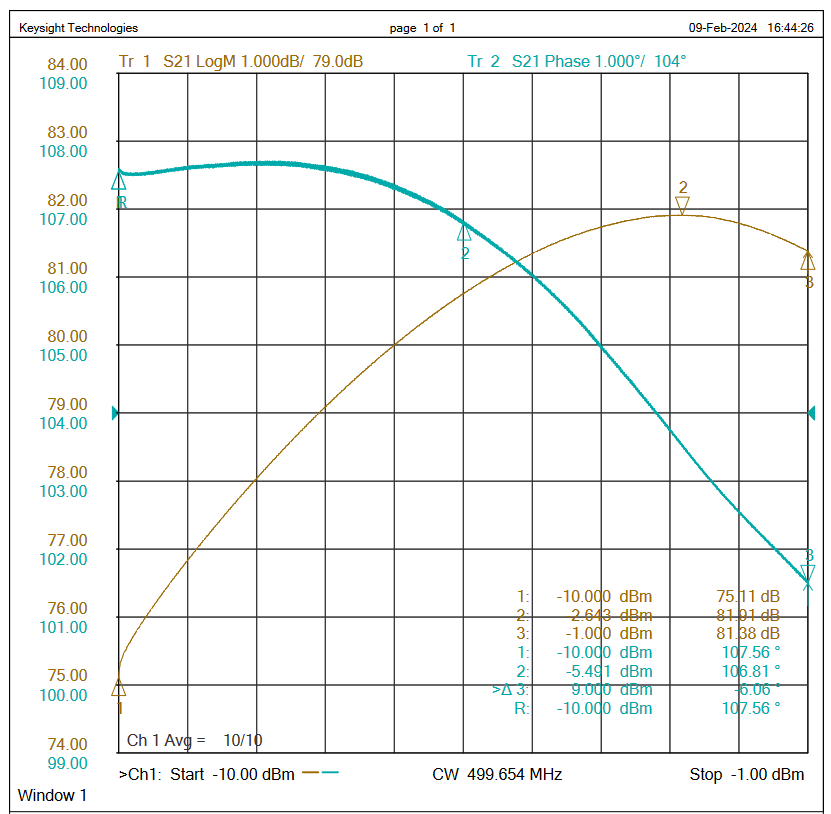 Keysight Technologies page 1 of 1 09-Feb-2024 16:44:26
Tr 1 S21 LogM 1.000dB/ 79.0dB Tr 2 S21 Phase 1.000°/ 104°
84.00
109.00
83.00
108.00
82.00
107.00
81.00
106.00
80.00
105.00
79.00
104.00
78.00
103.00
77.00
102.00
76.00
101.00
75.00
100.00
74.00
99.00
R
2
2
3
3
1
1: -10.000 dBm 75.11 dB
2: -2.643 dBm 81.91 dB
3: -1.000 dBm 81.38 dB
1: -10.000 dBm 107.56 °
2: -5.491 dBm 106.81 °
>Δ 3: 9.000 dBm -6.06 °
R: -10.000 dBm 107.56 °
Ch 1 Avg = 10/10
>Ch1: Start -10.00 dBm CW 499.654 MHz Stop -1.00 dBm
Window 1